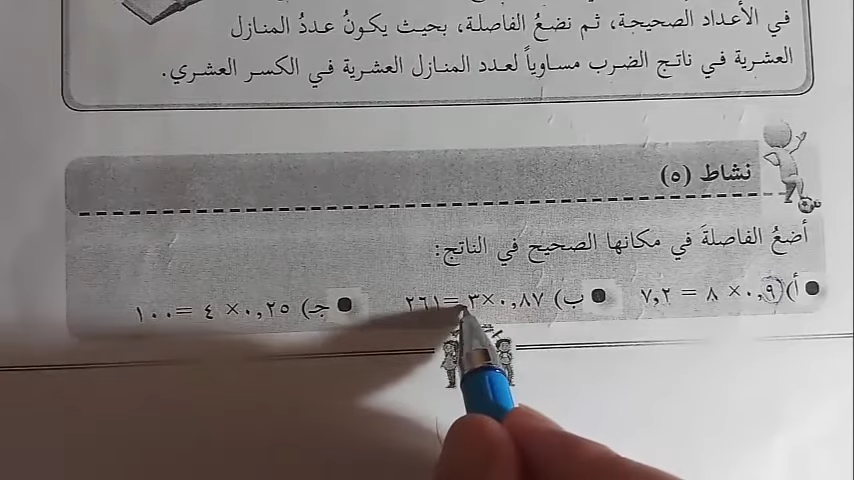 في الأعداد الصحيحة، ثم نضعُ الفاصلة، بحيث يكونُ عددُ المنازل
العشرية في ناتج الضرب مساوياً لعدد المنازل العشرية في الكسر العشري.
نشاط (٥)
أضعُ الفاصلةَ في مكانها الصحيح في الناتج:
أ) ٠,٩ × ٨ = ٧,٢
ب) ٠,٨٧ ×٣ =٢٦١
جـ) ٠,٢٥ × ٤ =١٠٠